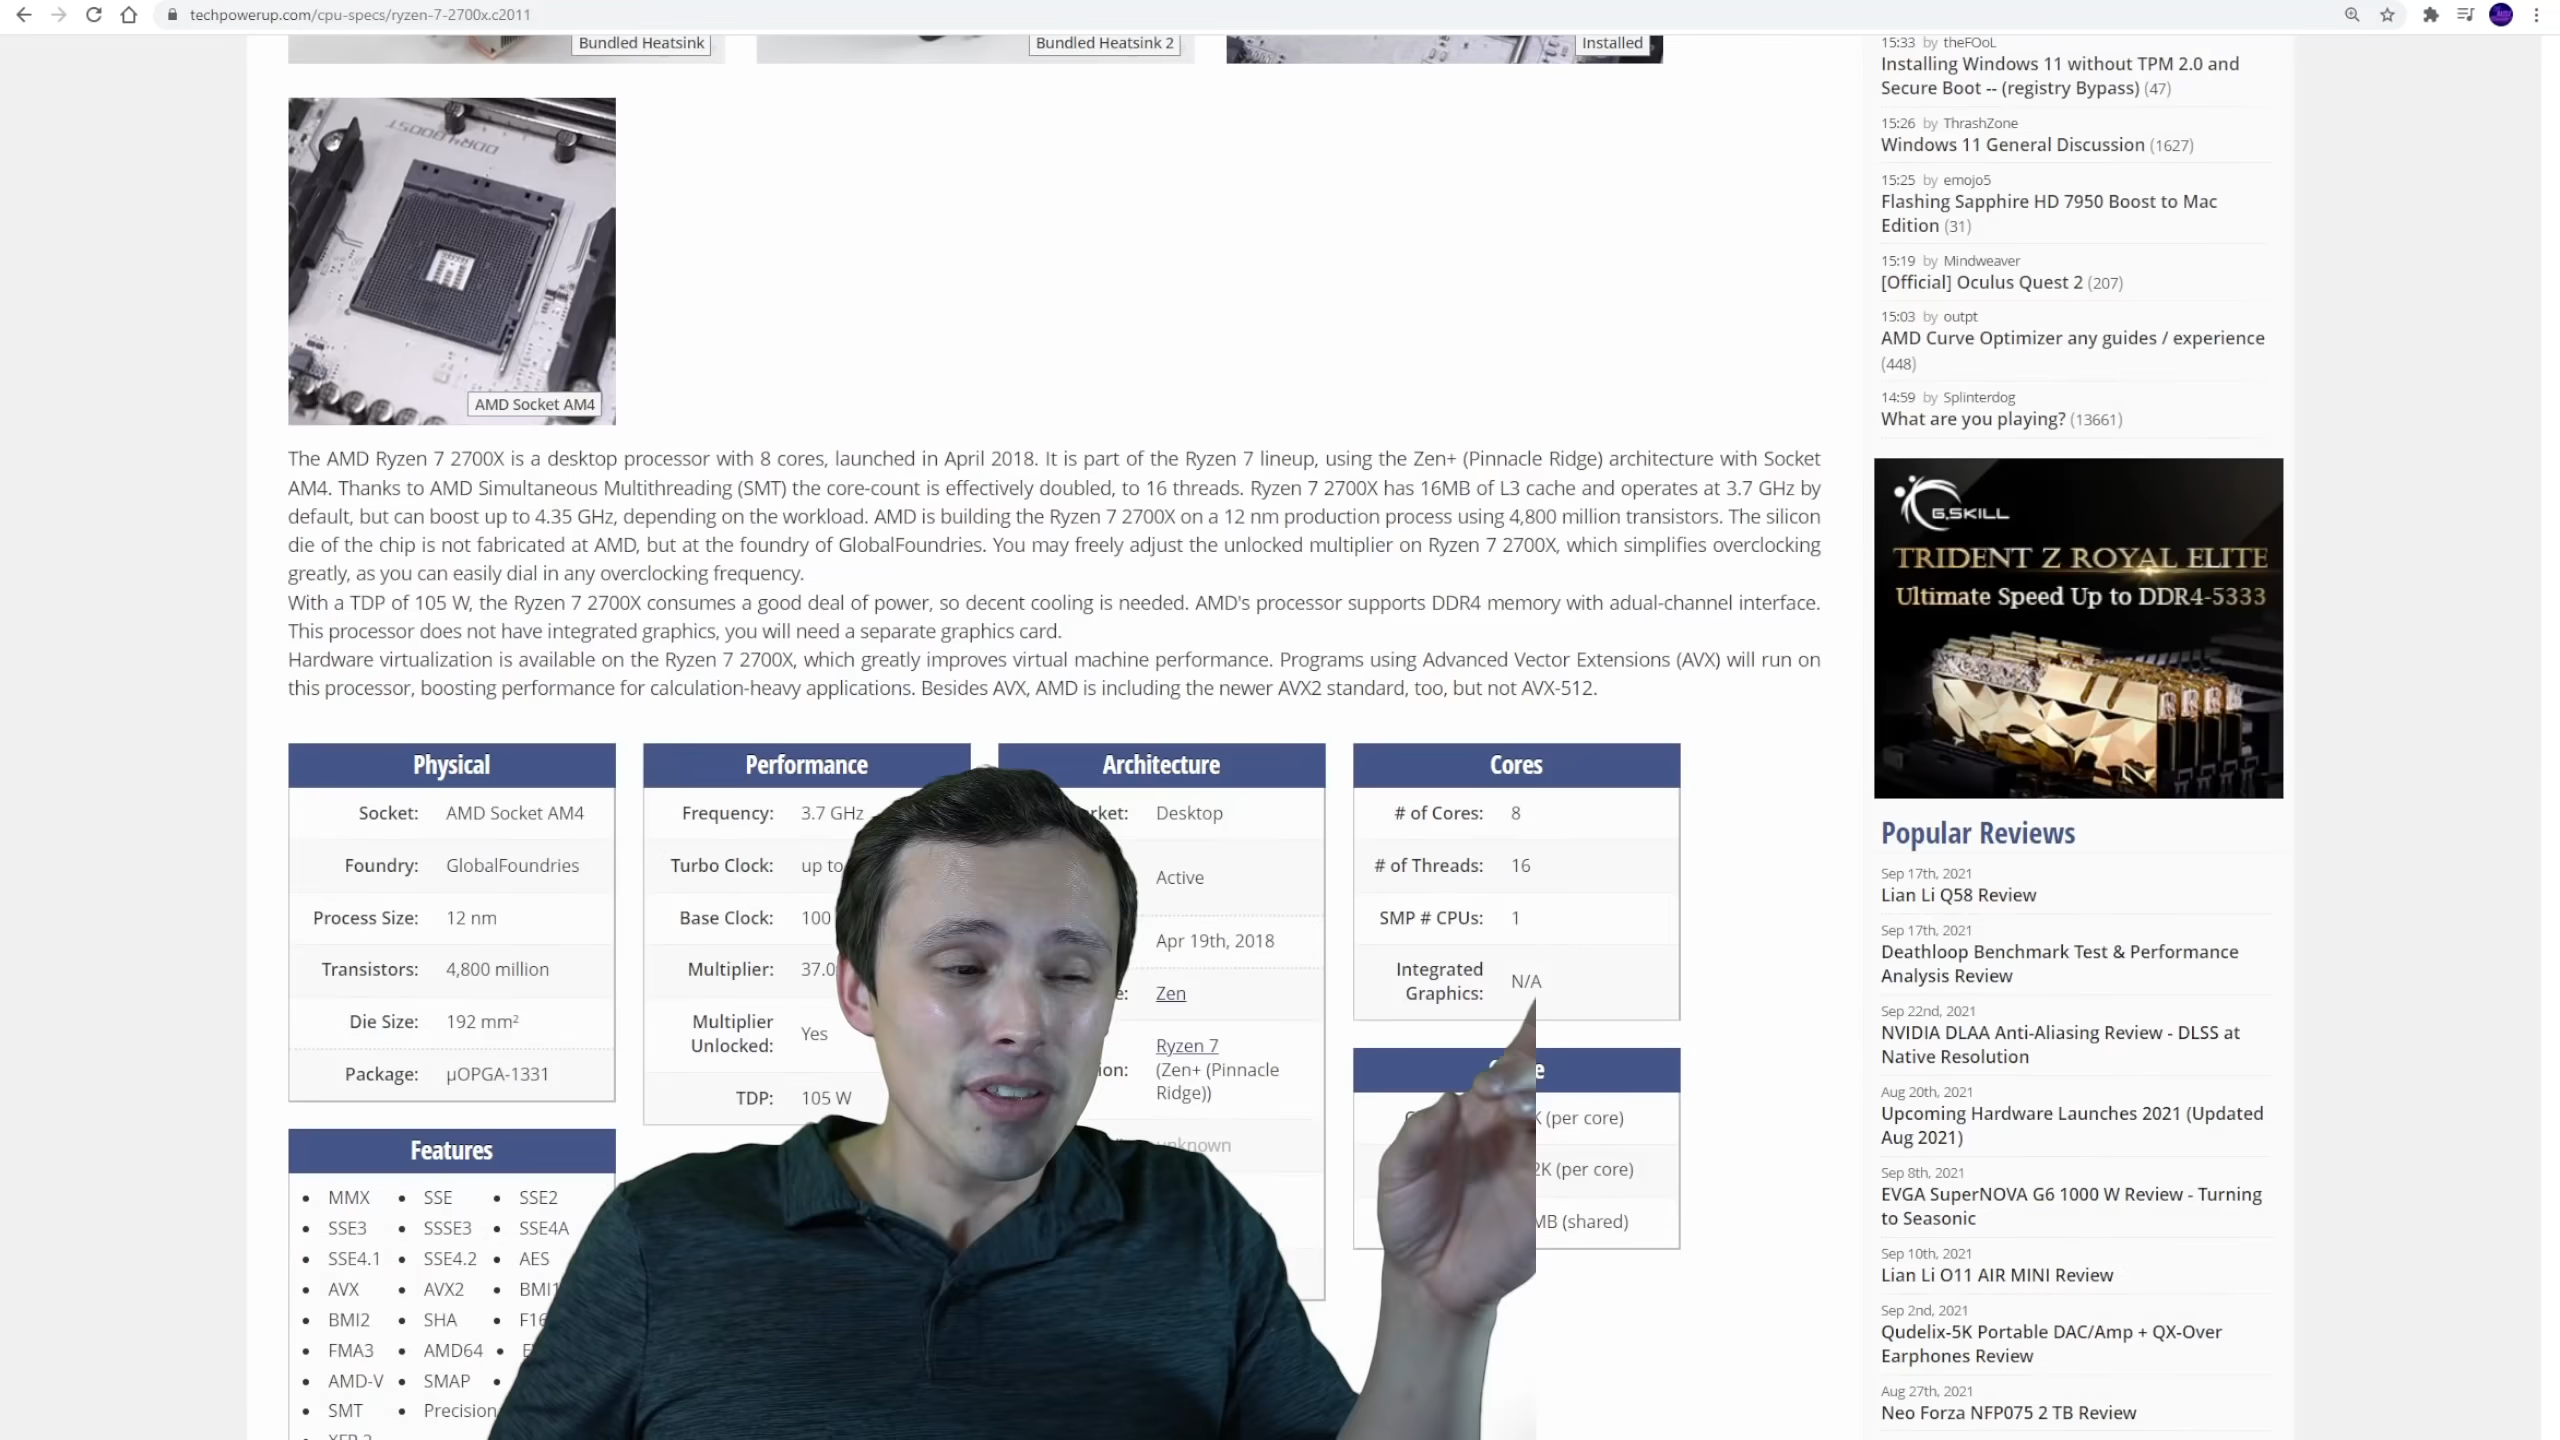 techpowerup.com/cpu-specs/ryzen-7-2700x.c2011
Bundled Heatsink
Bundled Heatsink 2
Installed
AMD Socket AM4
The AMD Ryzen 7 2700X is a desktop processor with 8 cores, launched in April 2018. It is part of the Ryzen 7 lineup, using the Zen+ (Pinnacle Ridge) architecture with Socket
AM4. Thanks to AMD Simultaneous Multithreading (SMT) the core-count is effectively doubled, to 16 threads. Ryzen 7 2700X has 16MB of L3 cache and operates at 3.7 GHz by
default, but can boost up to 4.35 GHz, depending on the workload. AMD is building the Ryzen 7 2700X on a 12 nm production process using 4,800 million transistors. The silicon
die of the chip is not fabricated at AMD, but at the foundry of GlobalFoundries. You may freely adjust the unlocked multiplier on Ryzen 7 2700X, which simplifies overclocking
greatly, as you can easily dial in any overclocking frequency.
With a TDP of 105 W, the Ryzen 7 2700X consumes a good deal of power, so decent cooling is needed. AMD's processor supports DDR4 memory with adual-channel interface.
This processor does not have integrated graphics, you will need a separate graphics card.
Hardware virtualization is available on the Ryzen 7 2700X, which greatly improves virtual machine performance. Programs using Advanced Vector Extensions (AVX) will run on
this processor, boosting performance for calculation-heavy applications. Besides AVX, AMD is including the newer AVX2 standard, too, but not AVX-512.
Physical
Socket: AMD Socket AM4
Foundry: GlobalFoundries
Process Size: 12 nm
Transistors: 4,800 million
Die Size: 192 mm²
Package: µOPGA-1331
Features
• MMX • SSE • SSE2
• SSE3 • SSSE3 • SSE4A
• SSE4.1 • SSE4.2 • AES
• AVX • AVX2 • BMI1
• BMI2 • SHA •
• FMA3 • AMD64 •
• AMD-V • SMAP •
• SMT • Precision
Performance
Frequency: 3.7 GHz
Turbo Clock: up to
Base Clock: 100
Multiplier: 37.0
Multiplier
Unlocked: Yes
TDP: 105 W
Architecture
Desktop
Active
Apr 19th, 2018
Zen
Ryzen 7
(Zen+ (Pinnacle
Ridge))
unknown
Cores
# of Cores: 8
# of Threads: 16
SMP # CPUs: 1
Integrated
Graphics: N/A
(per core)
(per core)
MB (shared)
15:33 by theFOoL
Installing Windows 11 without TPM 2.0 and
Secure Boot -- (registry Bypass) (47)
15:26 by ThrashZone
Windows 11 General Discussion (1627)
15:25 by emojo5
Flashing Sapphire HD 7950 Boost to Mac
Edition (31)
15:19 by Mindweaver
[Official] Oculus Quest 2 (207)
15:03 by outpt
AMD Curve Optimizer any guides / experience
(448)
14:59 by Splinterdog
What are you playing? (13661)
G.SKILL
TRIDENT Z ROYAL ELITE
Ultimate Speed Up to DDR4-5333
Popular Reviews
Sep 17th, 2021
Lian Li Q58 Review
Sep 17th, 2021
Deathloop Benchmark Test & Performance
Analysis Review
Sep 22nd, 2021
NVIDIA DLAA Anti-Aliasing Review - DLSS at
Native Resolution
Aug 20th, 2021
Upcoming Hardware Launches 2021 (Updated
Aug 2021)
Sep 8th, 2021
EVGA SuperNOVA G6 1000 W Review - Turning
to Seasonic
Sep 10th, 2021
Lian Li O11 AIR MINI Review
Sep 2nd, 2021
Qudelix-5K Portable DAC/Amp + QX-Over
Earphones Review
Aug 27th, 2021
Neo Forza NFP075 2 TB Review